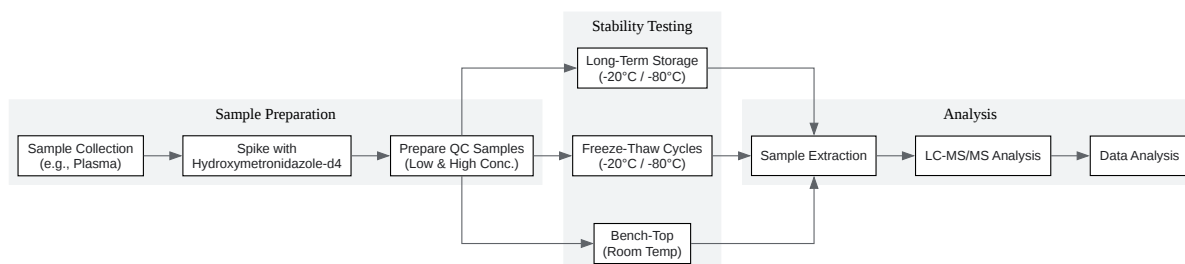 Stability Testing
Long-Term Storage
(-20°C / -80°C)
Sample Preparation
Analysis
Sample Collection
(e.g., Plasma)
Spike with
Hydroxymetronidazole-d4
Prepare QC Samples
(Low & High Conc.)
Freeze-Thaw Cycles
(-20°C / -80°C)
Sample Extraction
LC-MS/MS Analysis
Data Analysis
Bench-Top
(Room Temp)